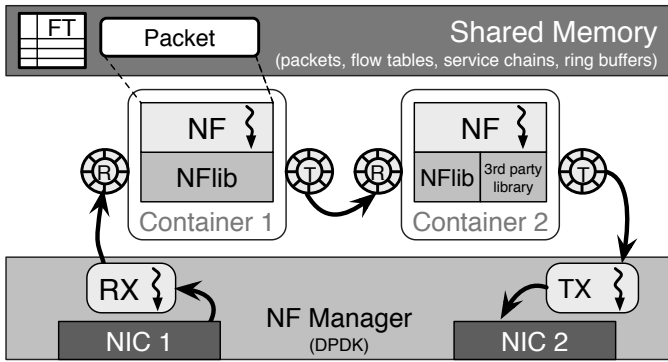 FT
Packet
Shared Memory
(packets, flow tables, service chains, ring buffers)
NF
NFlib
Container 1
R
T
NF
NFlib
3rd party
library
Container 2
R
T
RX
NIC 1
NF Manager
(DPDK)
TX
NIC 2